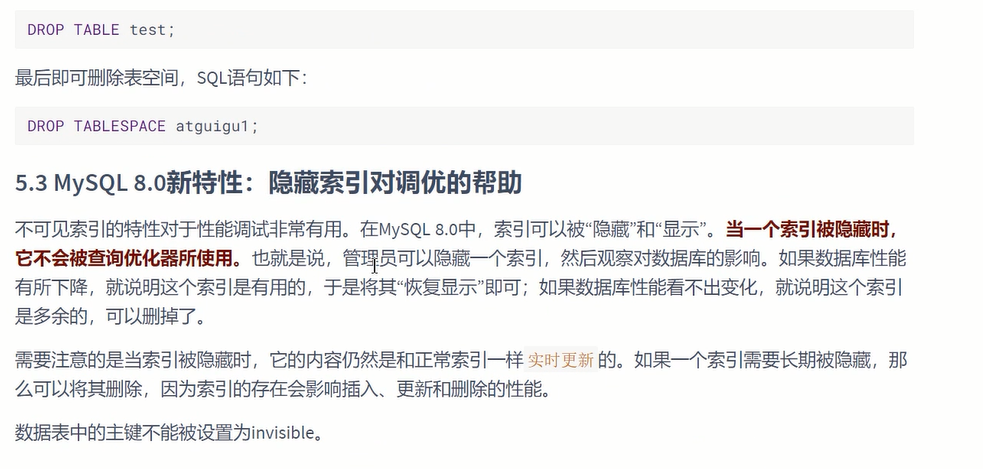 DROP TABLE test;
最后即可删除表空间，SQL语句如下：
DROP TABLESPACE atguigu1;
5.3 MySQL 8.0新特性：隐藏索引对调优的帮助
不可见索引的特性对于性能调试非常有用。在MySQL 8.0中，索引可以被“隐藏”和“显示”。当一个索引被隐藏时，
它不会被查询优化器所使用。也就是说，管理员可以隐藏一个索引，然后观察对数据库的影响。如果数据库性能
有所下降，就说明这个索引是有用的，于是将其“恢复显示”即可；如果数据库性能看不出变化，就说明这个索引
是多余的，可以删掉了。
需要注意的是当索引被隐藏时，它的内容仍然是和正常索引一样实时更新的。如果一个索引需要长期被隐藏，那
么可以将其删除，因为索引的存在会影响插入、更新和删除的性能。
数据表中的主键不能被设置为invisible。